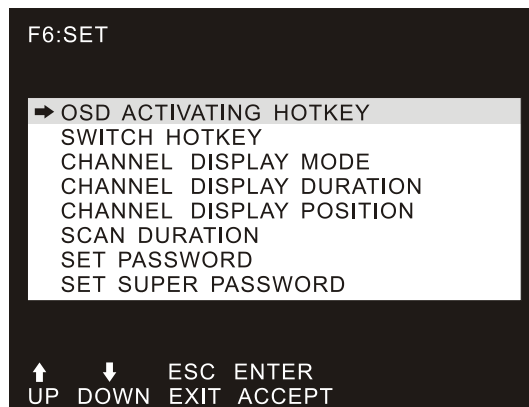 F6:SET
➡ OSD ACTIVATING HOTKEY
SWITCH HOTKEY
CHANNEL DISPLAY MODE
CHANNEL DISPLAY DURATION
CHANNEL DISPLAY POSITION
SCAN DURATION
SET PASSWORD
SET SUPER PASSWORD
⬆ ⬇ ESC ENTER
UP DOWN EXIT ACCEPT